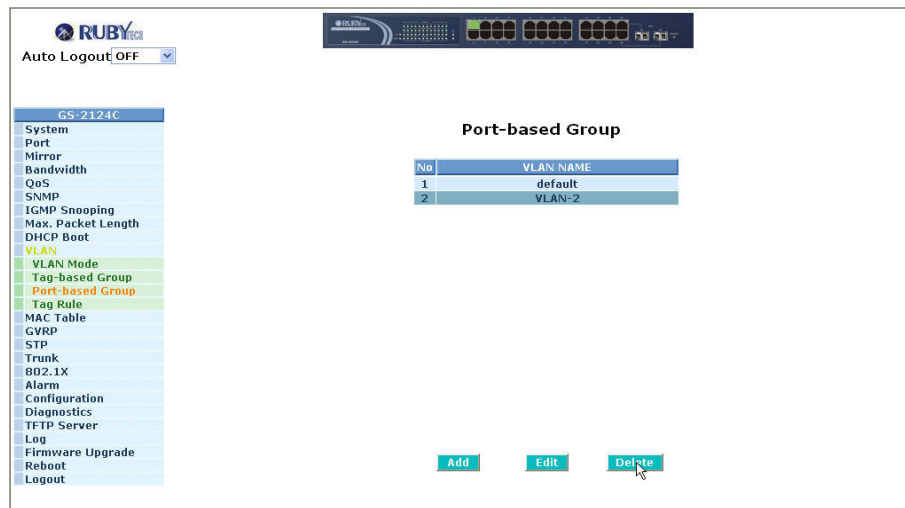 RUBYTECH
Auto Logout OFF
GS-2124C
System
Port
Mirror
Bandwidth
QoS
SNMP
IGMP Snooping
Max. Packet Length
DHCP Boot
VLAN
VLAN Mode
Tag-based Group
Port-based Group
Tag Rule
MAC Table
GVRP
STP
Trunk
802.1X
Alarm
Configuration
Diagnostics
TFTP Server
Log
Firmware Upgrade
Reboot
Logout
Port-based Group
No VLAN NAME
1 default
2 VLAN-2
Add Edit Delete